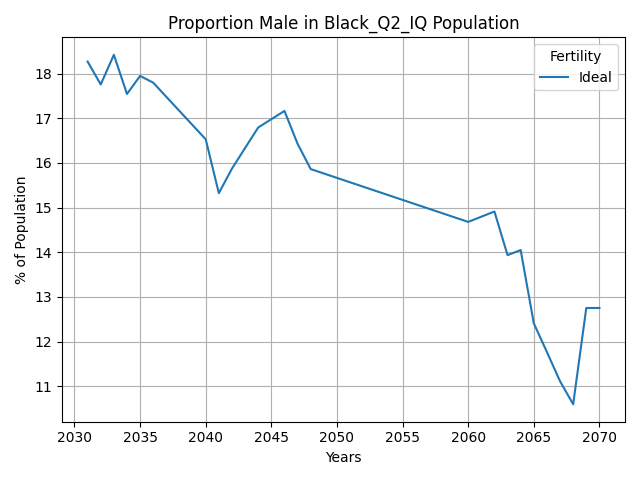 Proportion Male in Black_Q2_IQ Population
Fertility
Ideal
% of Population
18
17
16
15
14
13
12
11
2030 2035 2040 2045 2050 2055 2060 2065 2070
Years